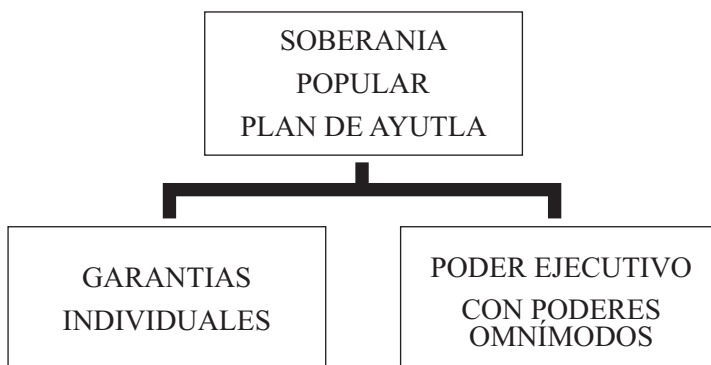 SOBERANIA
POPULAR
PLAN DE AYUTLA
GARANTIAS
INDIVIDUALES
PODER EJECUTIVO
CON PODERES
OMNÍMODOS